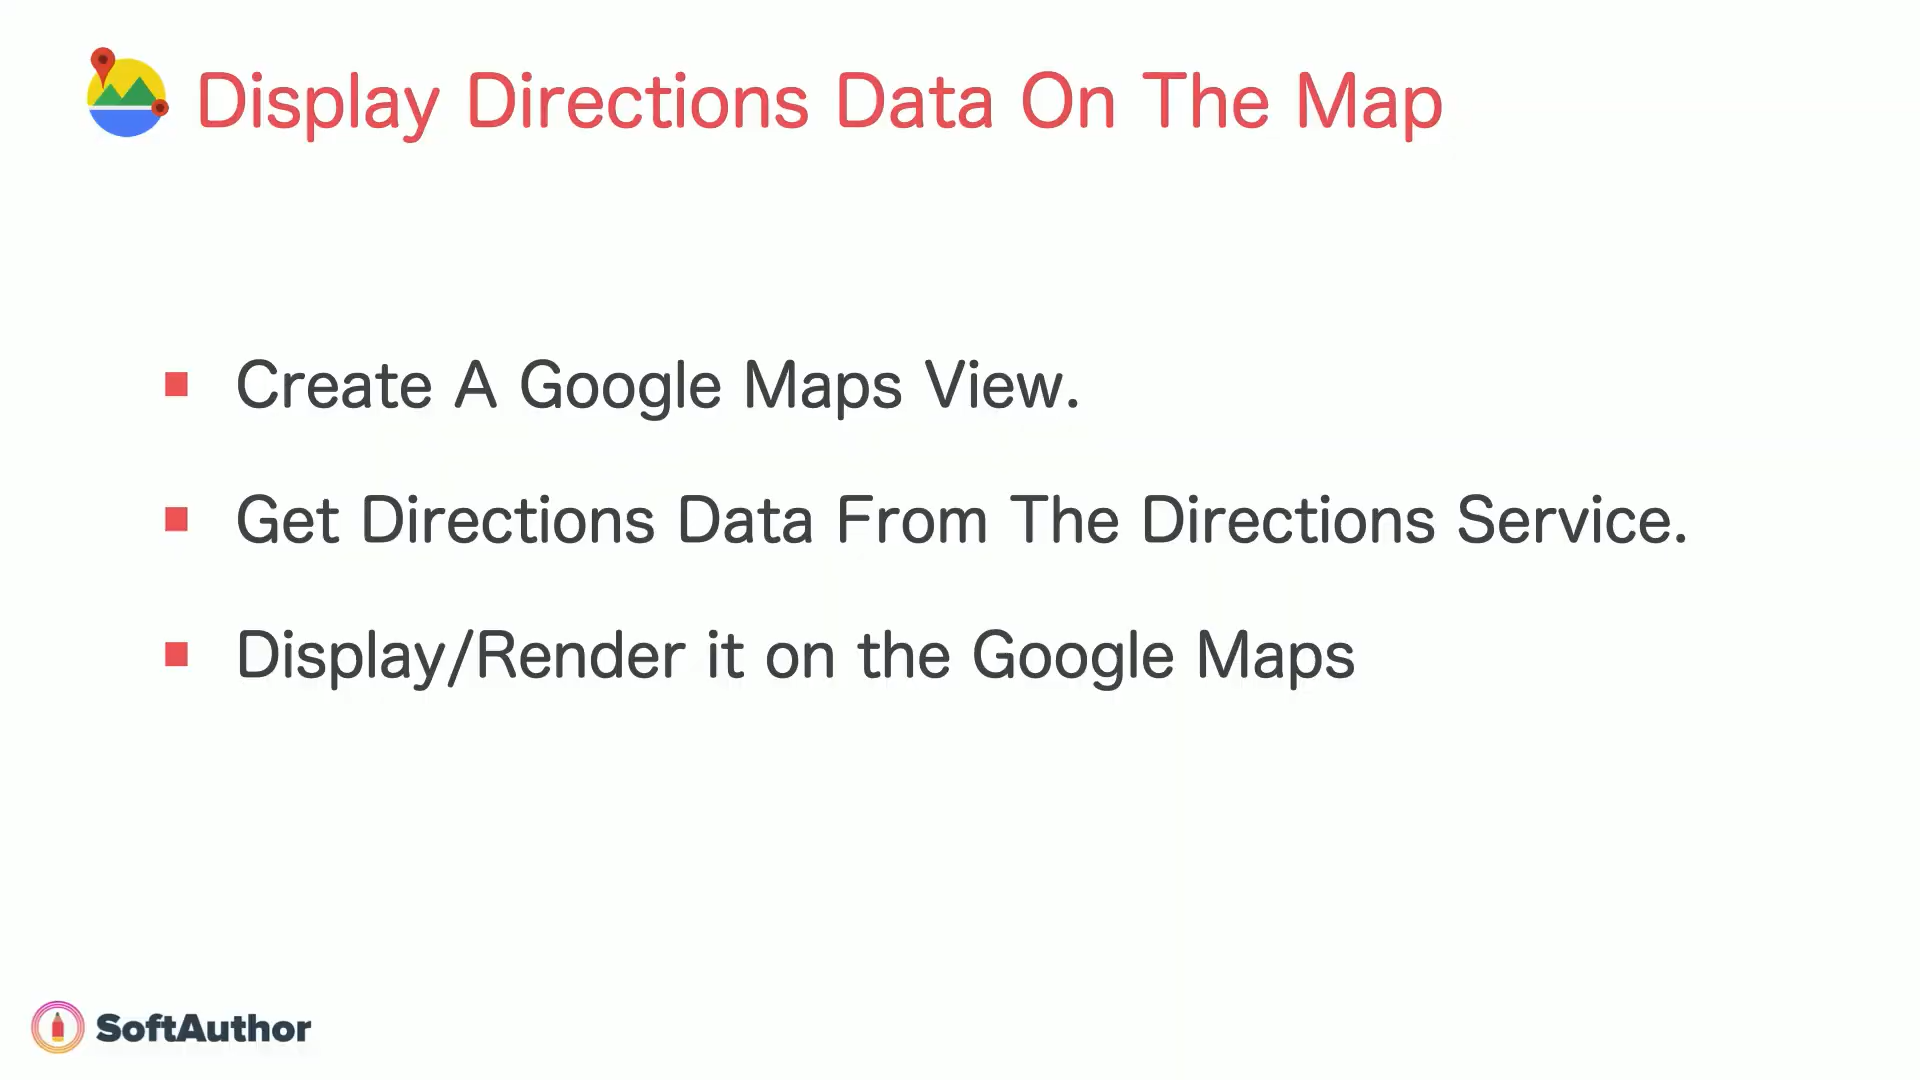 Display Directions Data On The Map
Create A Google Maps View.
Get Directions Data From The Directions Service.
Display/Render it on the Google Maps
SoftAuthor